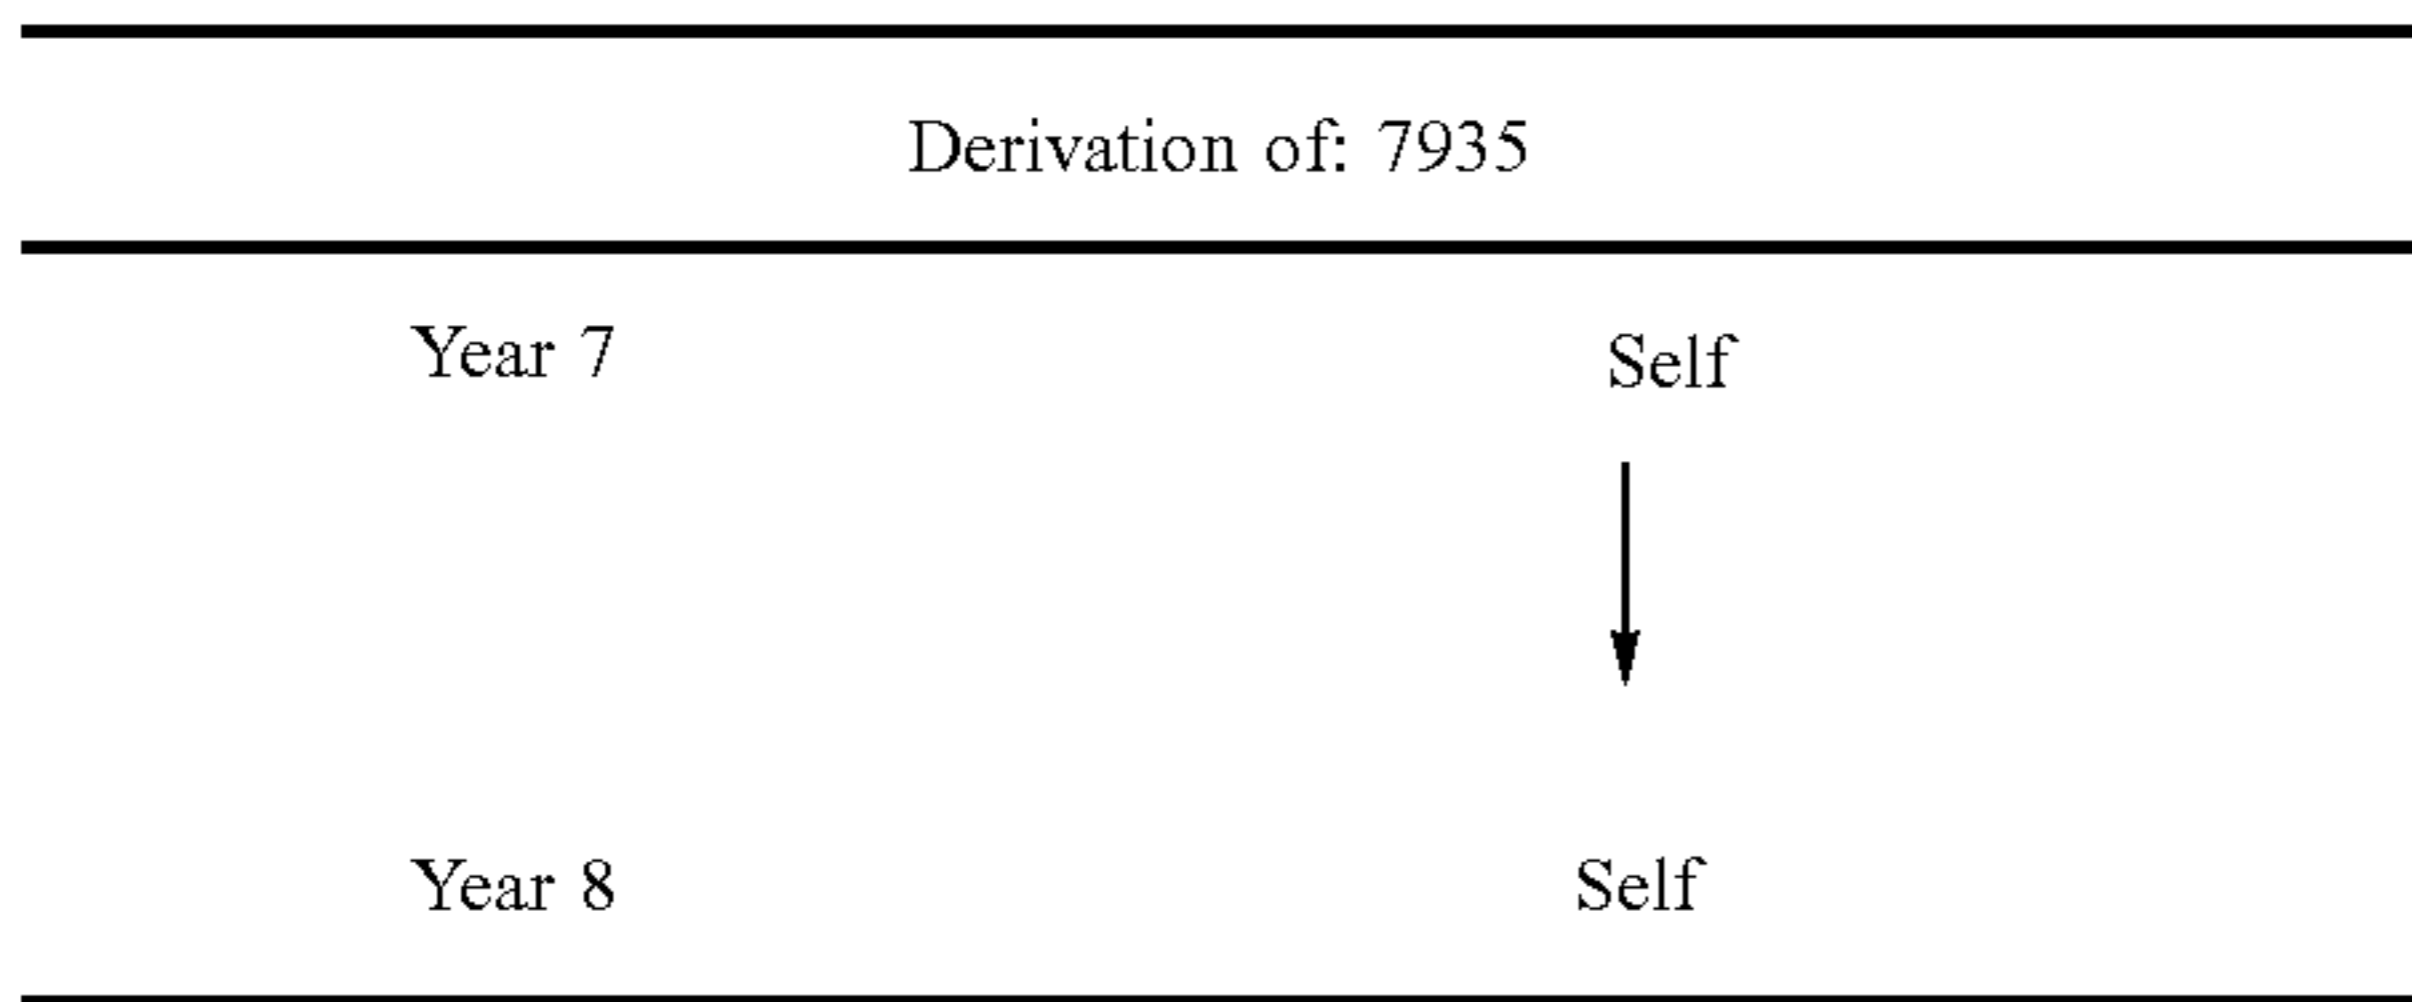 Derivation of: 7935
Year 7 Self
Year 8 Self